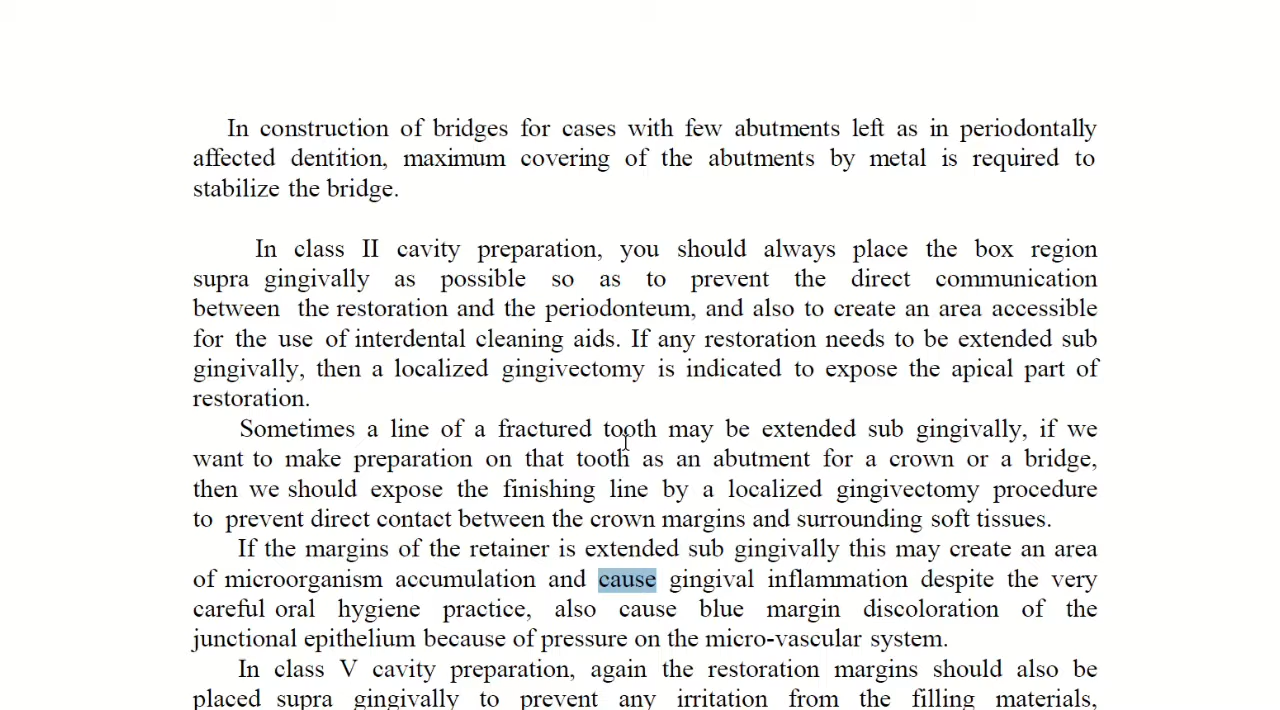 In construction of bridges for cases with few abutments left as in periodontally
affected dentition, maximum covering of the abutments by metal is required to
stabilize the bridge.
In class II cavity preparation, you should always place the box region
supra gingivally as possible so as to prevent the direct communication
between the restoration and the periodonteum, and also to create an area accessible
for the use of interdental cleaning aids. If any restoration needs to be extended sub
gingivally, then a localized gingivectomy is indicated to expose the apical part of
restoration.
Sometimes a line of a fractured tooth may be extended sub gingivally, if we
want to make preparation on that tooth as an abutment for a crown or a bridge,
then we should expose the finishing line by a localized gingivectomy procedure
to prevent direct contact between the crown margins and surrounding soft tissues.
If the margins of the retainer is extended sub gingivally this may create an area
of microorganism accumulation and cause gingival inflammation despite the very
careful oral hygiene practice, also cause blue margin discoloration of the
junctional epithelium because of pressure on the micro-vascular system.
In class V cavity preparation, again the restoration margins should also be
placed supra gingivally to prevent any irritation from the filling materials,